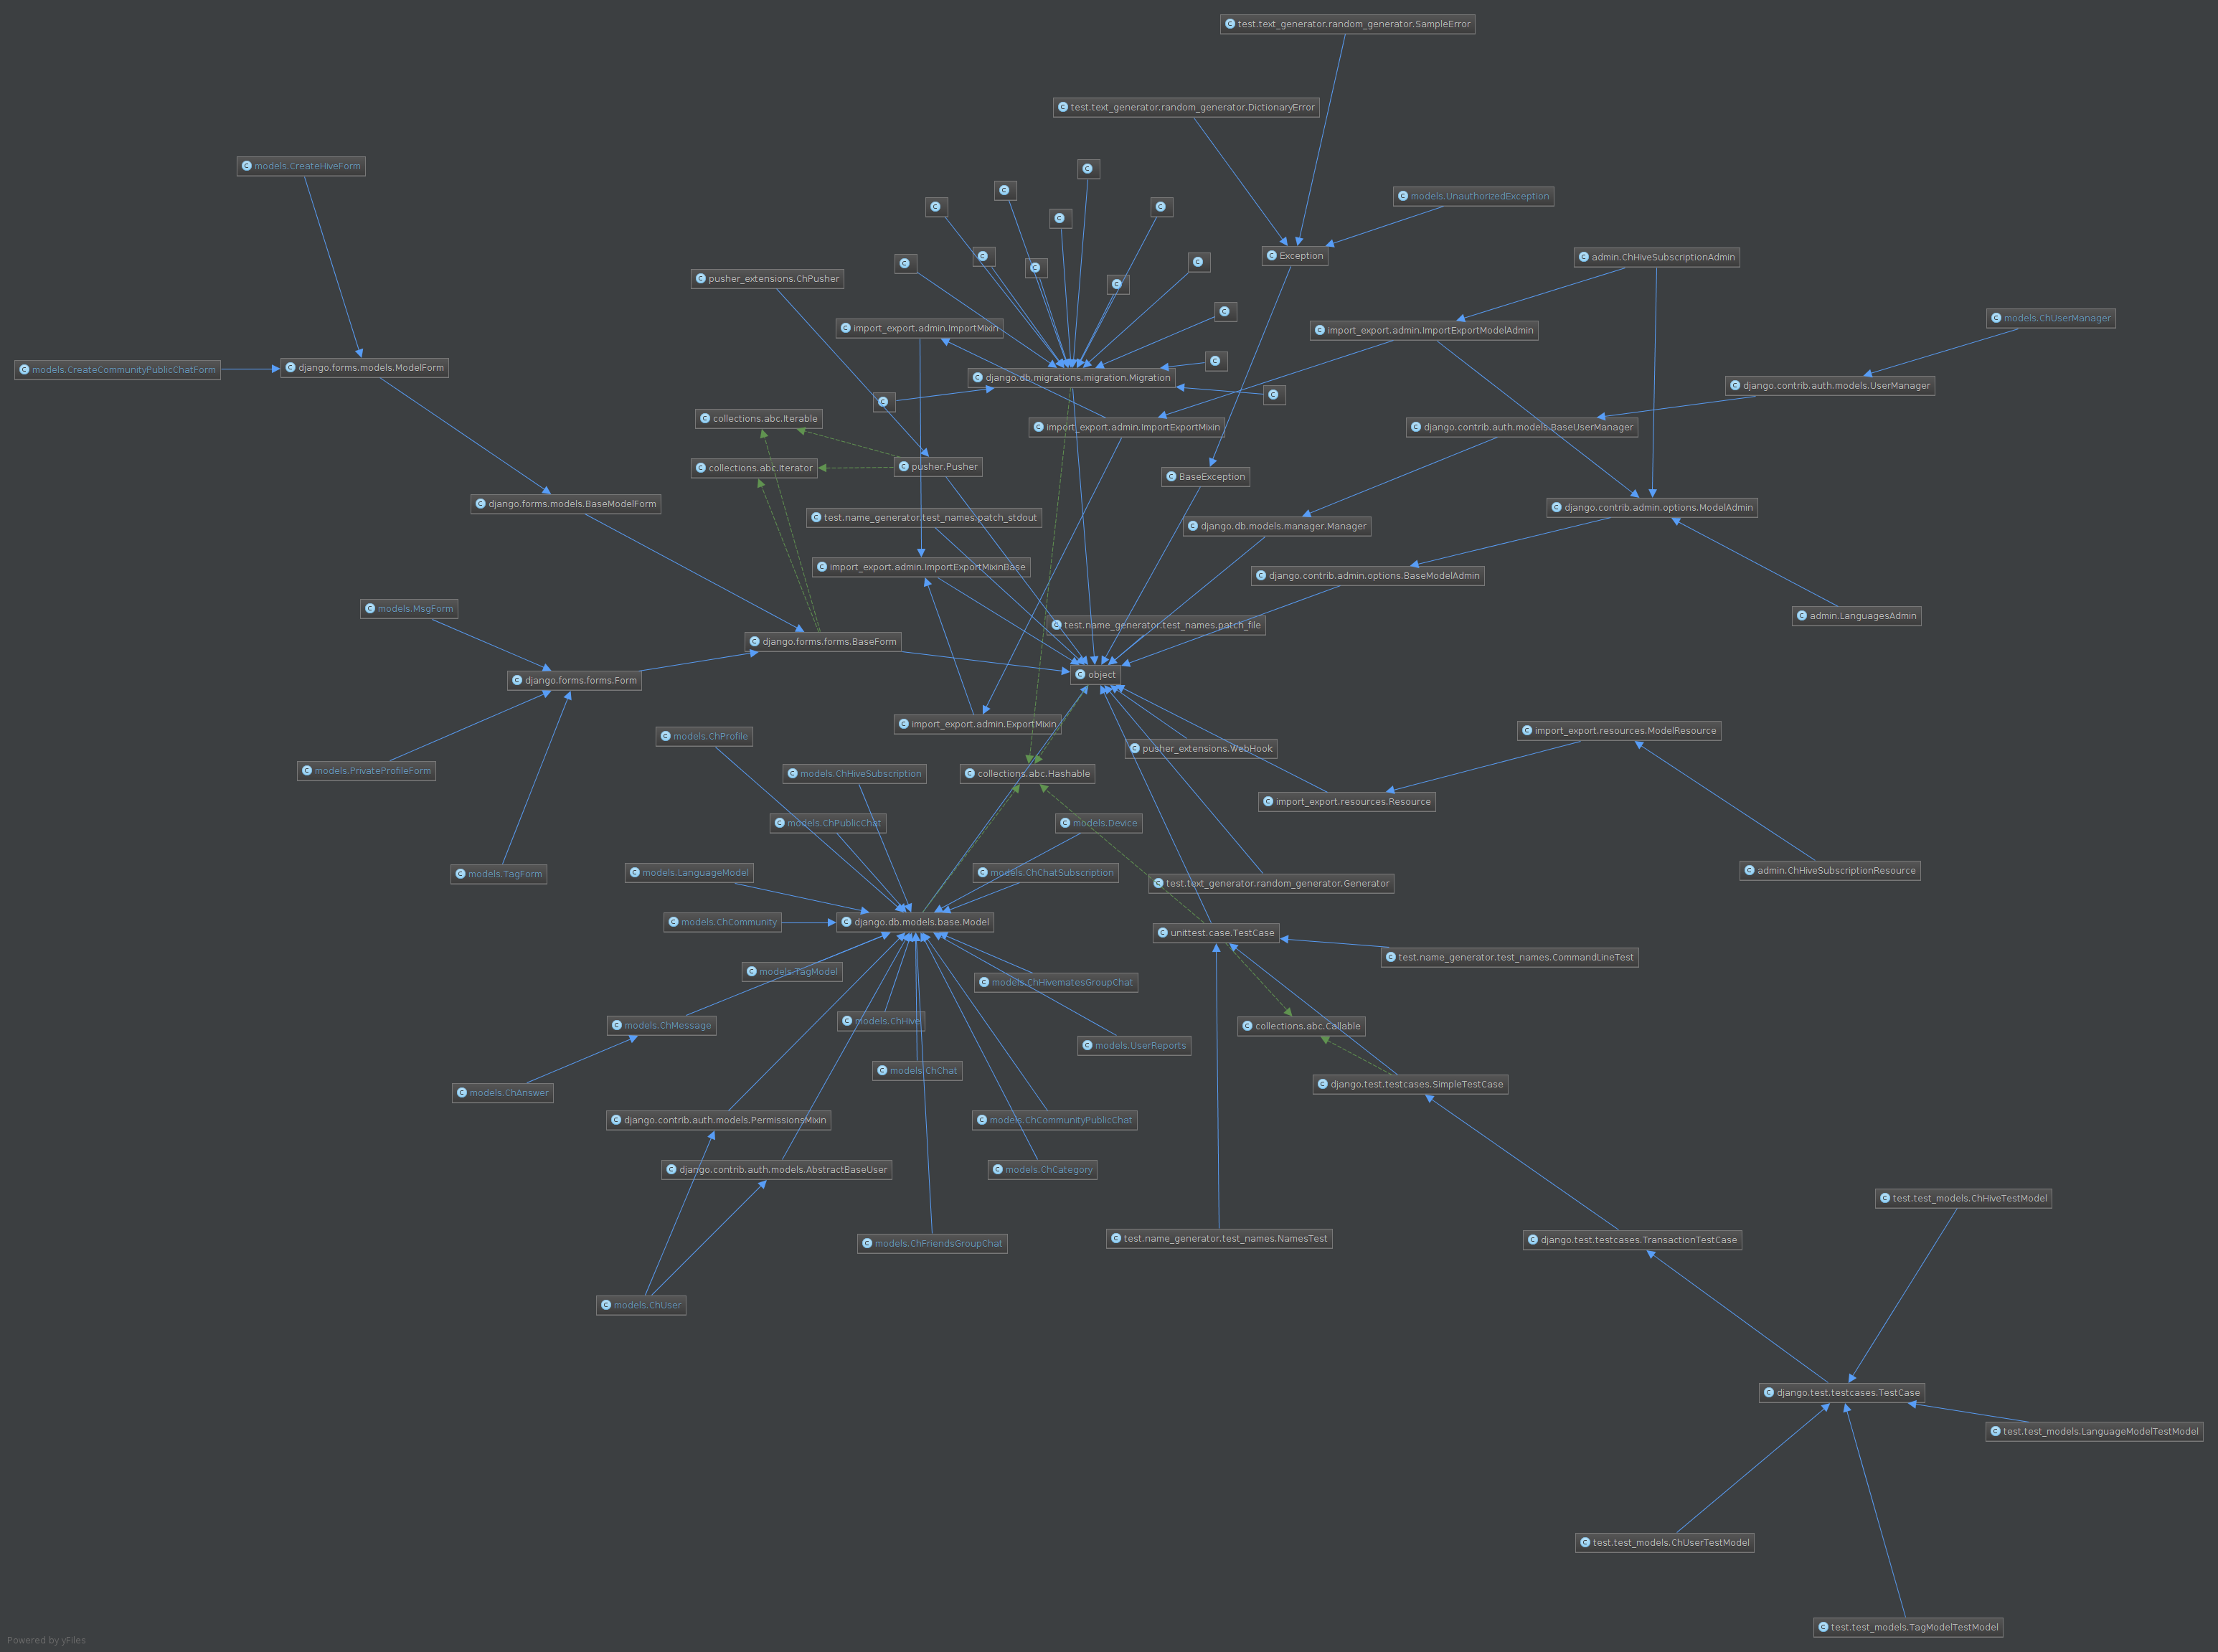 test.text_generator.random_generator.SampleError
test.text_generator.random_generator.DictionaryError
models.CreateHiveForm
models.UnauthorizedException
Exception
admin.ChHiveSubscriptionAdmin
pusher_extensions.ChPusher
models.ChUserManager
import_export.admin.ImportMixin
import_export.admin.ImportExportModelAdmin
django.forms.models.ModelForm
models.CreateCommunityPublicChatForm
django.db.migrations.migration.Migration
django.contrib.auth.models.UserManager
collections.abc.Iterable
import_export.admin.ImportExportMixin
django.contrib.auth.models.BaseUserManager
collections.abc.Iterator
pusher.Pusher
BaseException
django.forms.models.BaseModelForm
django.contrib.admin.options.ModelAdmin
test.name_generator.test_names.patch_stdout
django.db.models.manager.Manager
import_export.admin.ImportExportMixinBase
django.contrib.admin.options.BaseModelAdmin
models.MsgForm
admin.LanguagesAdmin
test.name_generator.test_names.patch_file
django.forms.forms.BaseForm
object
django.forms.forms.Form
import_export.admin.ExportMixin
models.ChProfile
import_export.resources.ModelResource
pusher_extensions.WebHook
models.PrivateProfileForm
models.ChHiveSubscription
collections.abc.Hashable
import_export.resources.Resource
models.ChPublicChat
models.Device
models.TagForm
models.LanguageModel
models.ChChatSubscription
admin.ChHiveSubscriptionResource
test.text_generator.random_generator.Generator
models.ChCommunity
django.db.models.base.Model
unittest.case.TestCase
test.name_generator.test_names.CommandLineTest
models.TagModel
models.ChHivematesGroupChat
models.ChMessage
models.ChHive
collections.abc.Callable
models.UserReports
models.ChChat
django.test.testcases.SimpleTestCase
models.ChAnswer
django.contrib.auth.models.PermissionsMixin
models.ChCommunityPublicChat
django.contrib.auth.models.AbstractBaseUser
models.ChCategory
test.test_models.ChHiveTestModel
models.ChFriendsGroupChat
test.name_generator.test_names.NamesTest
django.test.testcases.TransactionTestCase
models.ChUser
django.test.testcases.TestCase
test.test_models.LanguageModelTestModel
test.test_models.ChUserTestModel
test.test_models.TagModelTestModel
Powered by yFiles